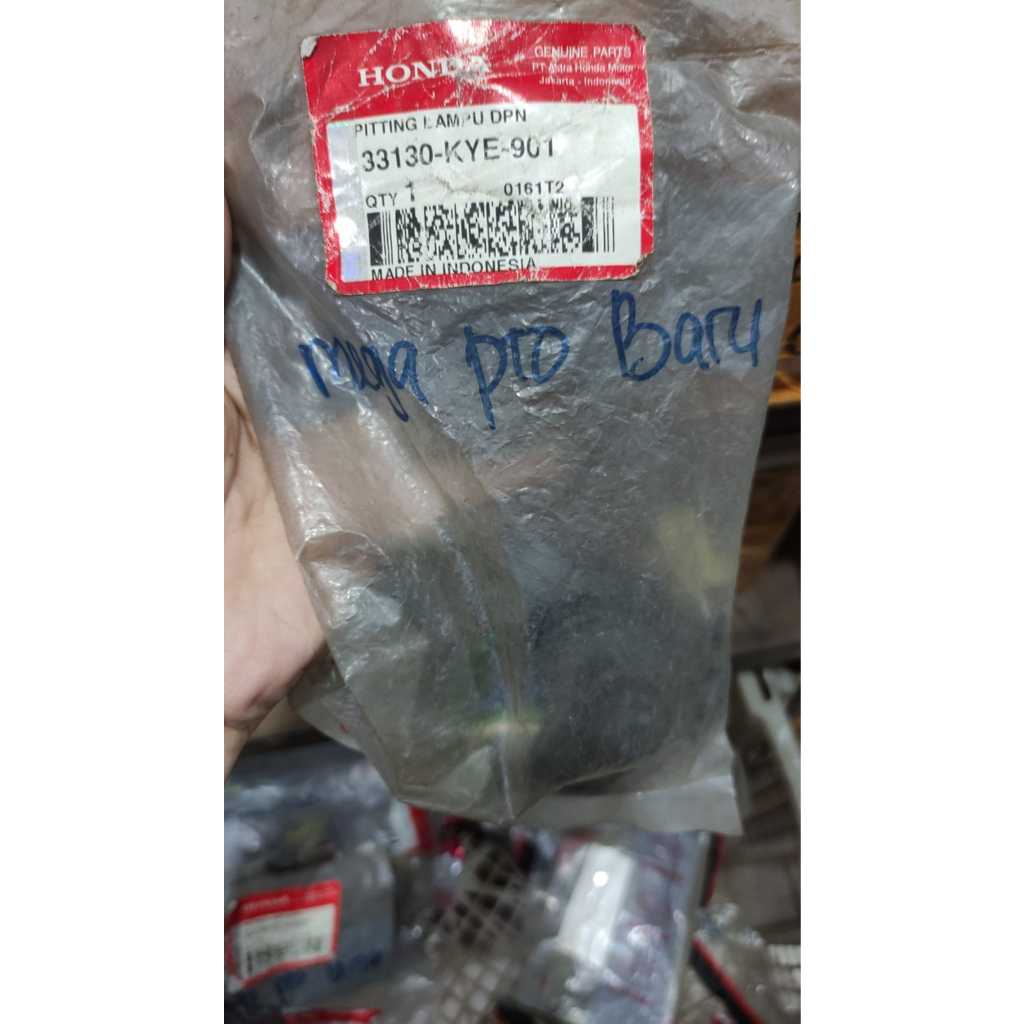 HONDA
GENUINE PARTS
PT Astra Honda Motor
Jakarta - Indonesia
PITTING LAMPU DPN
33130-KYE-901
QTY 1 0161T2
MADE IN INDONESIA
mega pro Baru
HONDA